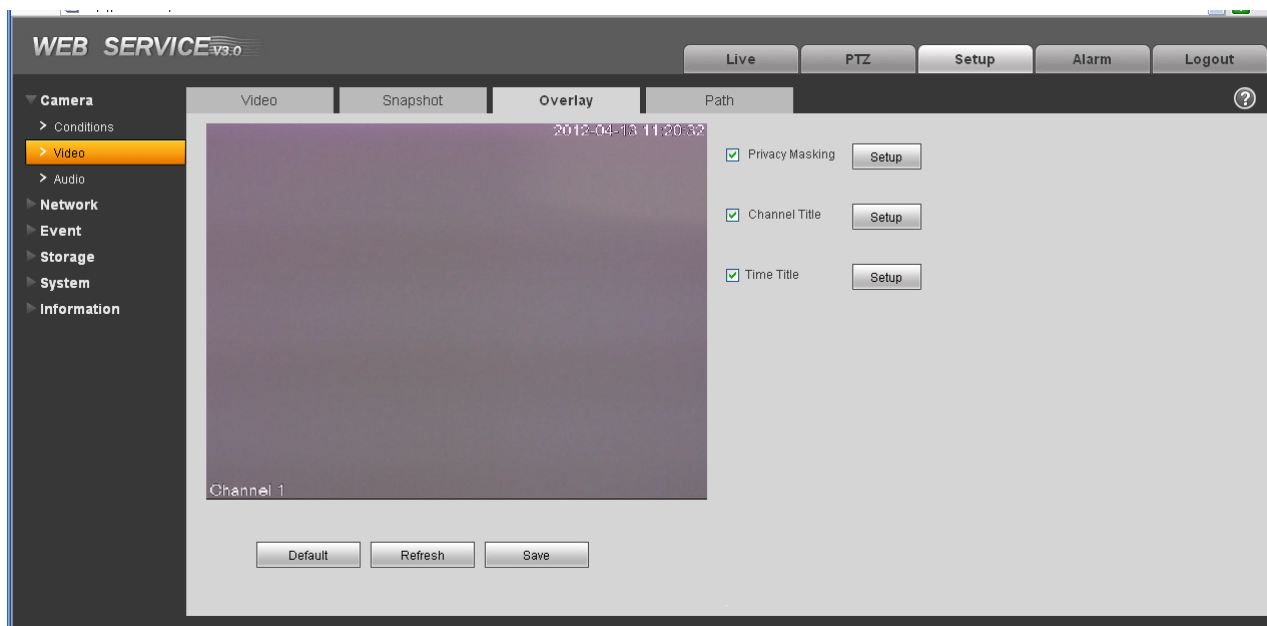 WEB SERVICE V3.0
Live PTZ Setup Alarm Logout
Camera
> Conditions
> Video
> Audio
Network
Event
Storage
System
Information
Video Snapshot Overlay Path ?
2012-04-18 11:20:32
Privacy Masking Setup
Channel Title Setup
Time Title Setup
Channel 1
Default Refresh Save